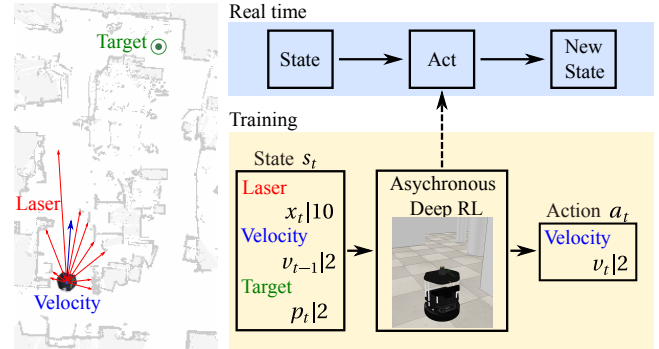 Target
Laser
Velocity
Real time
State
Act
New
State
Training
State s_t
Laser
x_t|10
Velocity
v_{t-1}|2
Target
p_t|2
Asychronous
Deep RL
Action a_t
Velocity
v_t|2